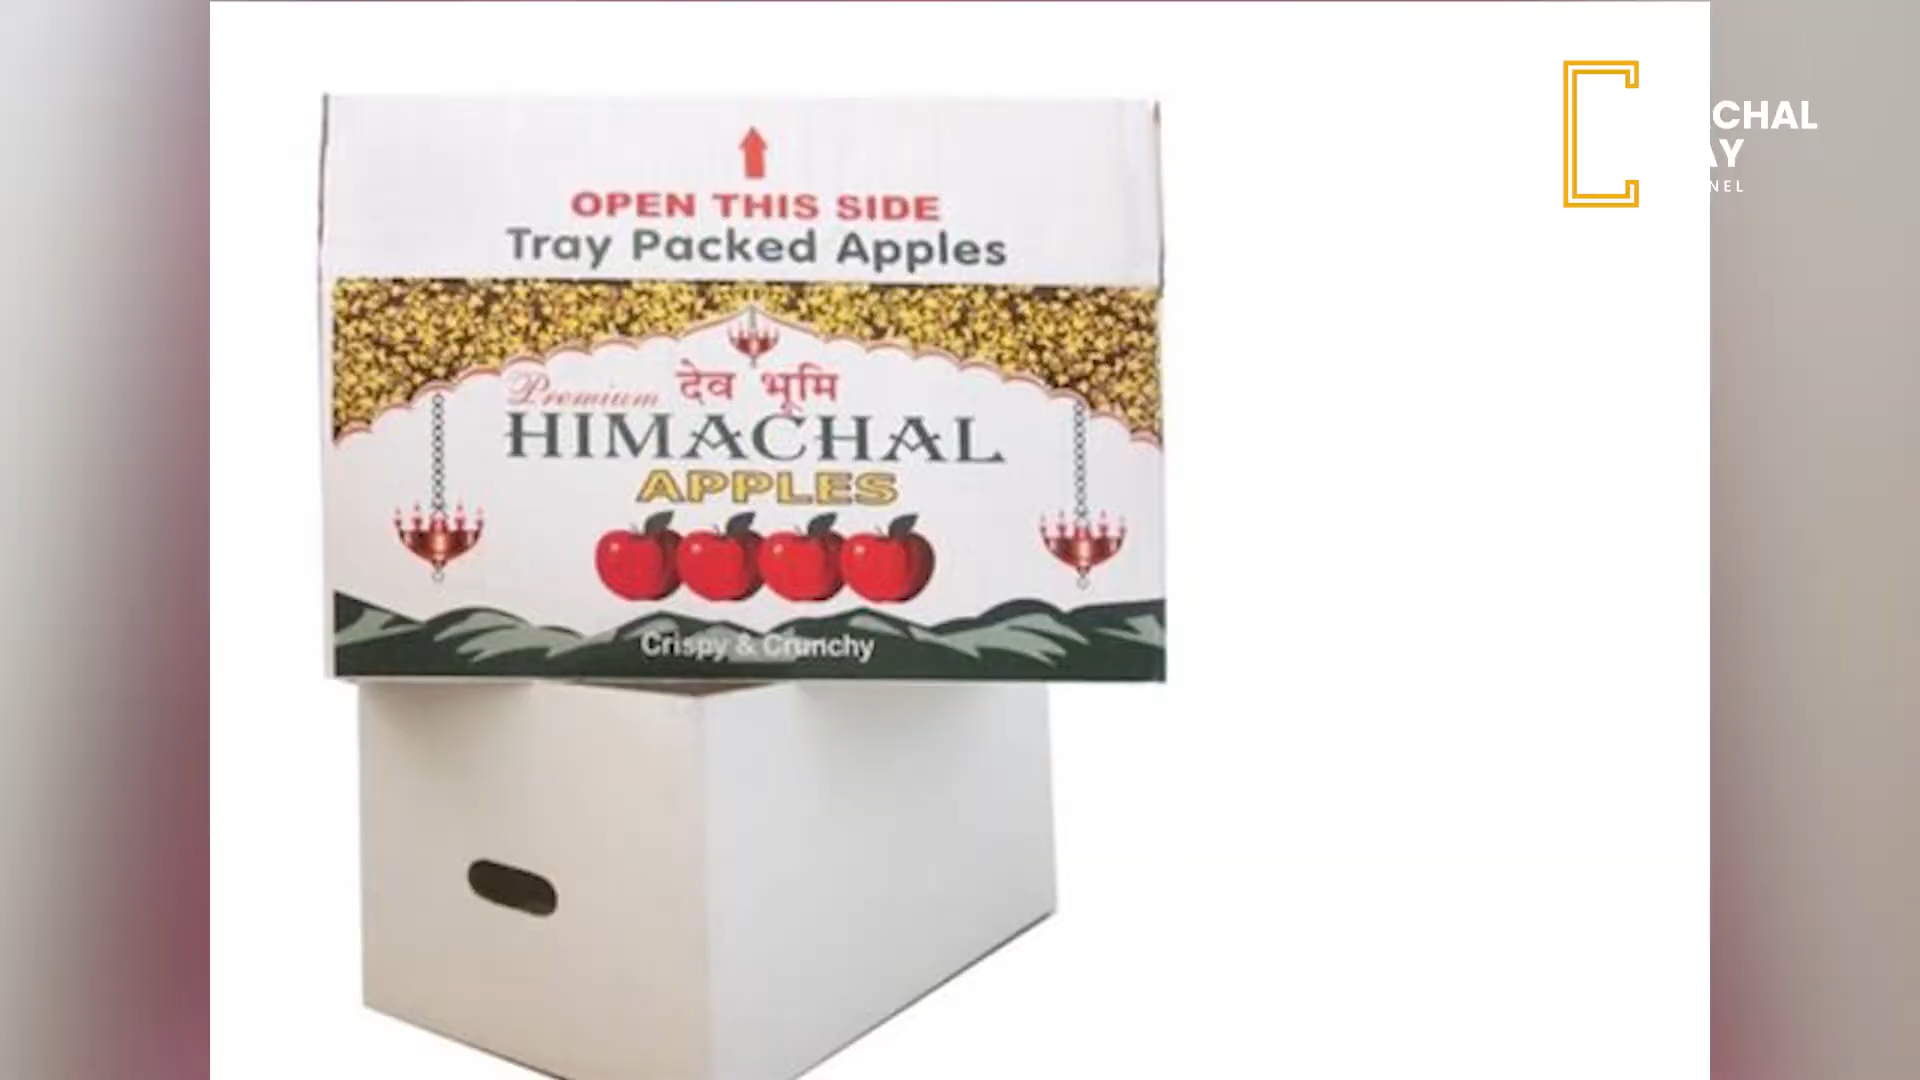 OPEN THIS SIDE
Tray Packed Apples
Premium देव भूमि
HIMACHAL
APPLES
Crispy & Crunchy
CHAL
AY
NEL